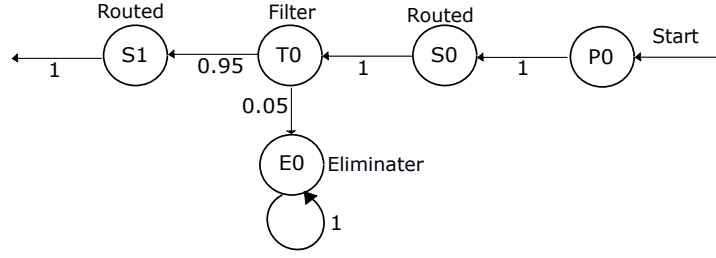 Routed
Filter
Routed
Start
S1
T0
S0
P0
1
0.95
1
1
0.05
E0
Eliminater
1